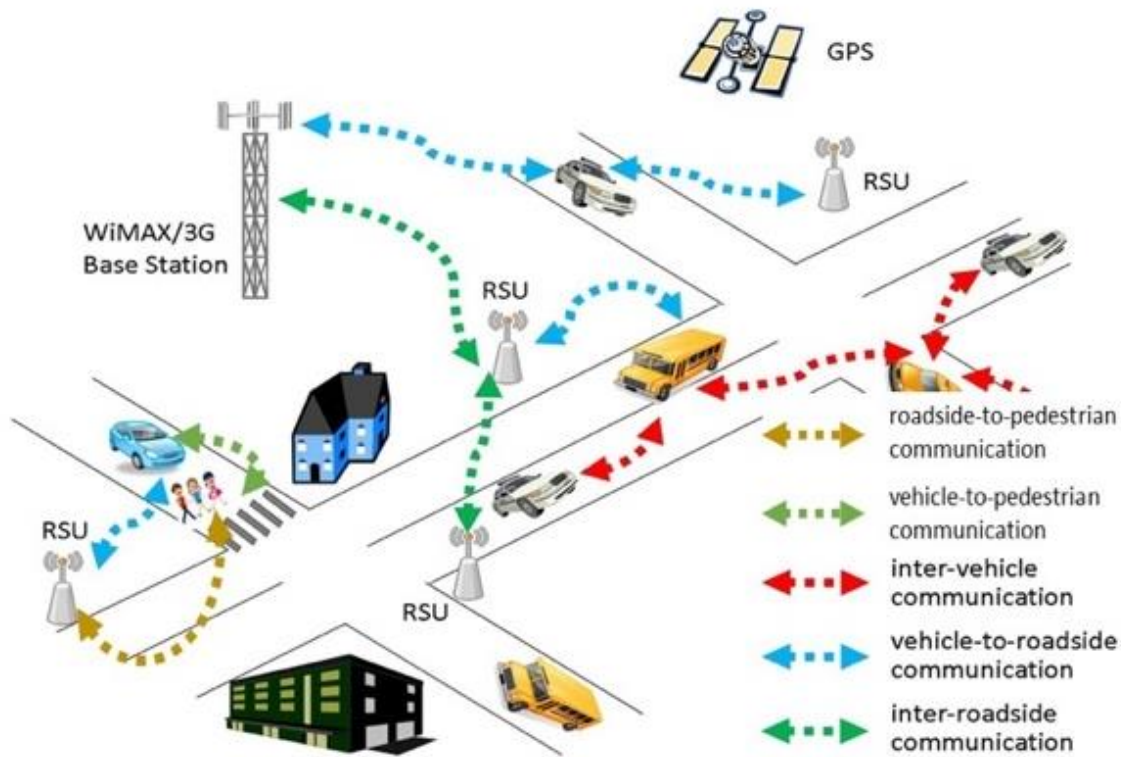 GPS
RSU
WiMAX/3G
Base Station
RSU
RSU
RSU
roadside-to-pedestrian
communication
vehicle-to-pedestrian
communication
inter-vehicle
communication
vehicle-to-roadside
communication
inter-roadside
communication